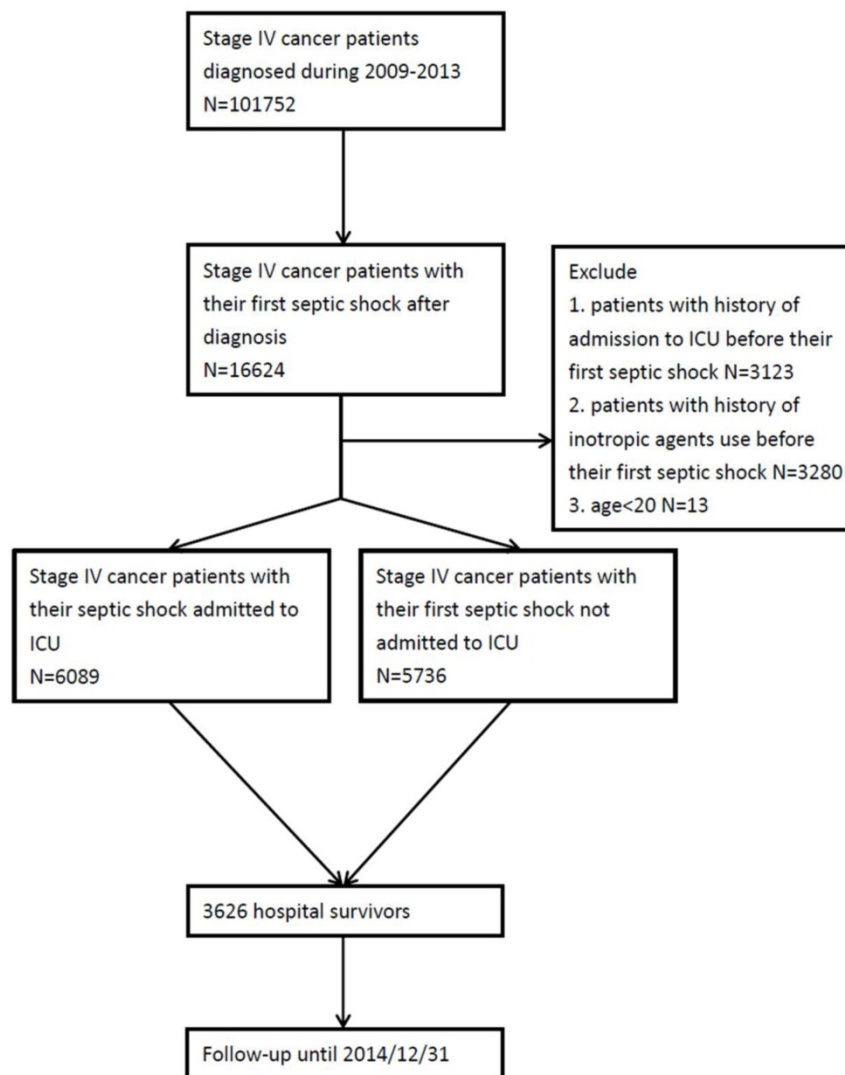 Stage IV cancer patients
diagnosed during 2009-2013
N=101752
Stage IV cancer patients with
their first septic shock after
diagnosis
N=16624
Exclude
1. patients with history of
admission to ICU before their
first septic shock N=3123
2. patients with history of
inotropic agents use before
their first septic shock N=3280
3. age<20 N=13
Stage IV cancer patients with
their septic shock admitted to
ICU
N=6089
Stage IV cancer patients with
their first septic shock not
admitted to ICU
N=5736
3626 hospital survivors
Follow-up until 2014/12/31